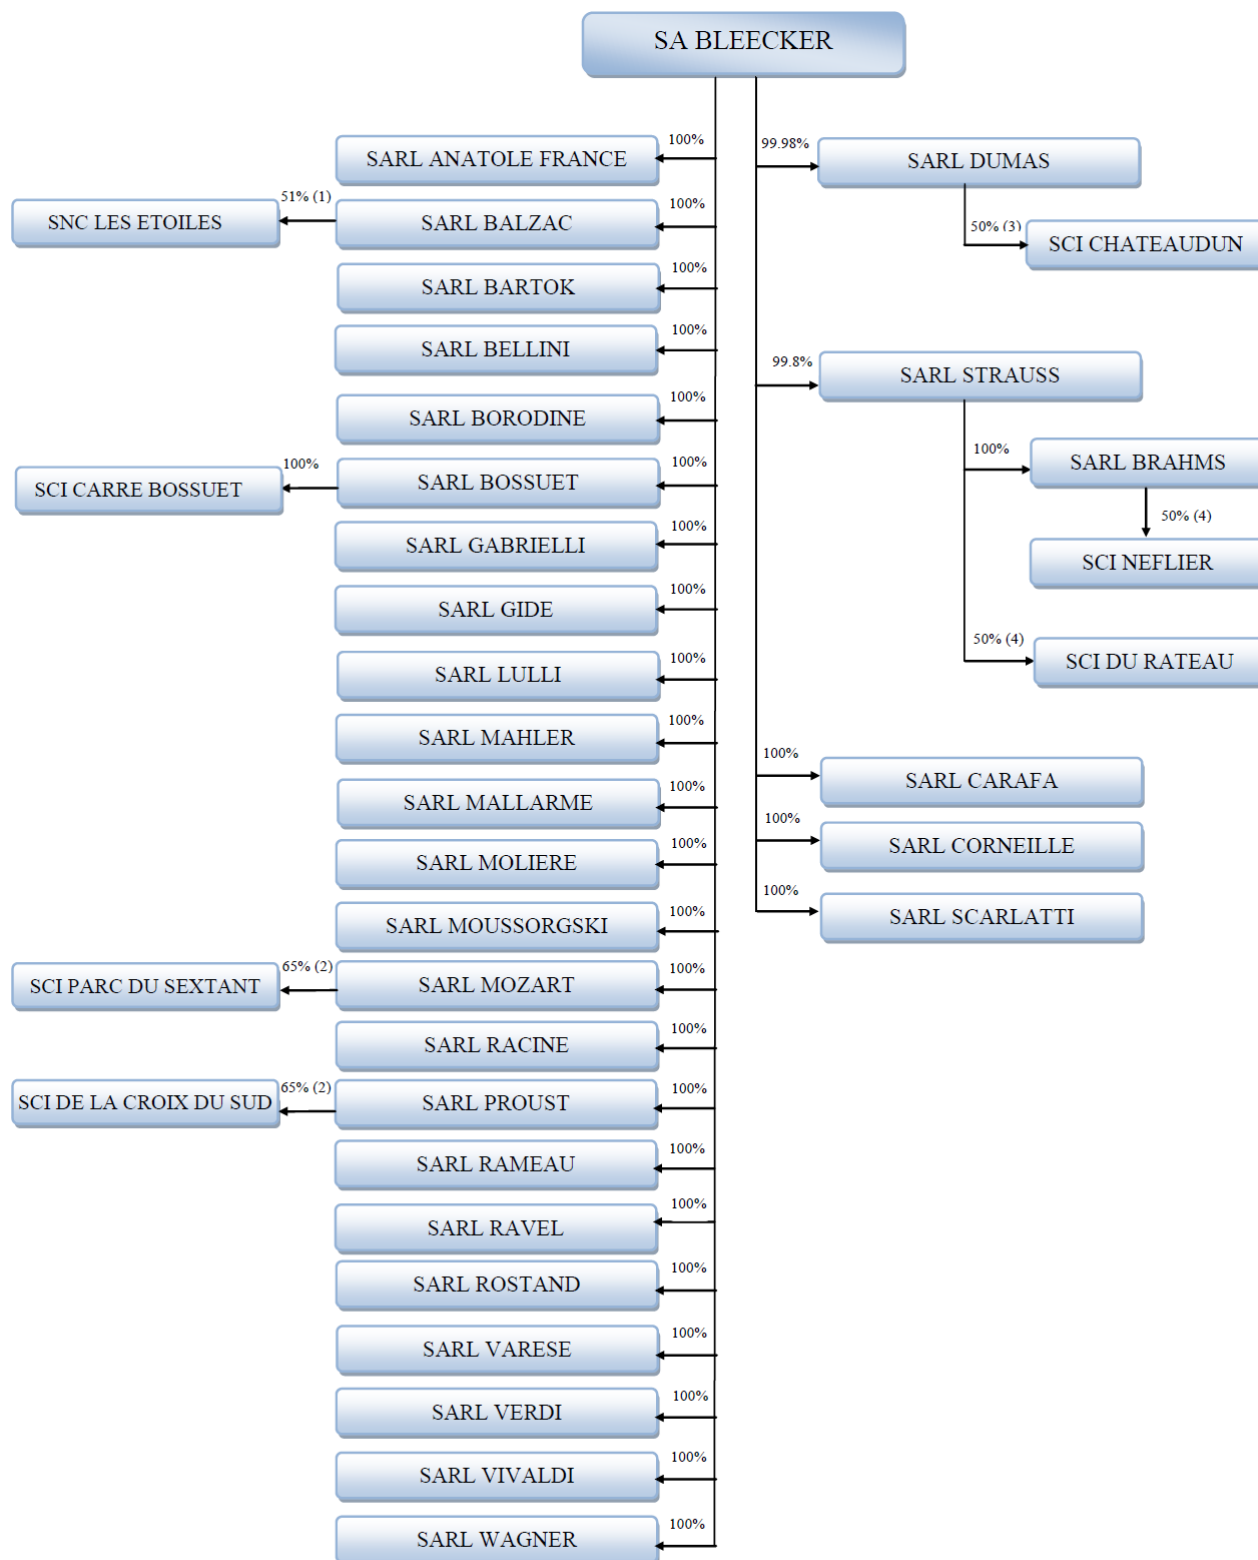 SA BLEECKER
100%
SARL ANATOLE FRANCE
99.98%
SARL DUMAS
SNC LES ETOILES
51% (1)
SARL BALZAC
100%
50% (3)
SCI CHATEAUDUN
SARL BARTOK
100%
SARL BELLINI
100%
99.8%
SARL STRAUSS
SARL BORODINE
100%
100%
SARL BRAHMS
SCI CARRE BOSSUET
100%
SARL BOSSUET
100%
50% (4)
SCI NEFLIER
SARL GABRIELLI
100%
SARL GIDE
100%
50% (4)
SCI DU RATEAU
SARL LULLI
100%
SARL MAHLER
100%
100%
SARL CARAFA
SARL MALLARME
100%
100%
SARL CORNEILLE
SARL MOLIERE
100%
100%
SARL SCARLATTI
SARL MOUSSORGSKI
100%
SCI PARC DU SEXTANT
65% (2)
SARL MOZART
100%
SARL RACINE
100%
SCI DE LA CROIX DU SUD
65% (2)
SARL PROUST
100%
SARL RAMEAU
100%
SARL RAVEL
100%
SARL ROSTAND
100%
SARL VARESE
100%
SARL VERDI
100%
SARL VIVALDI
100%
SARL WAGNER
100%